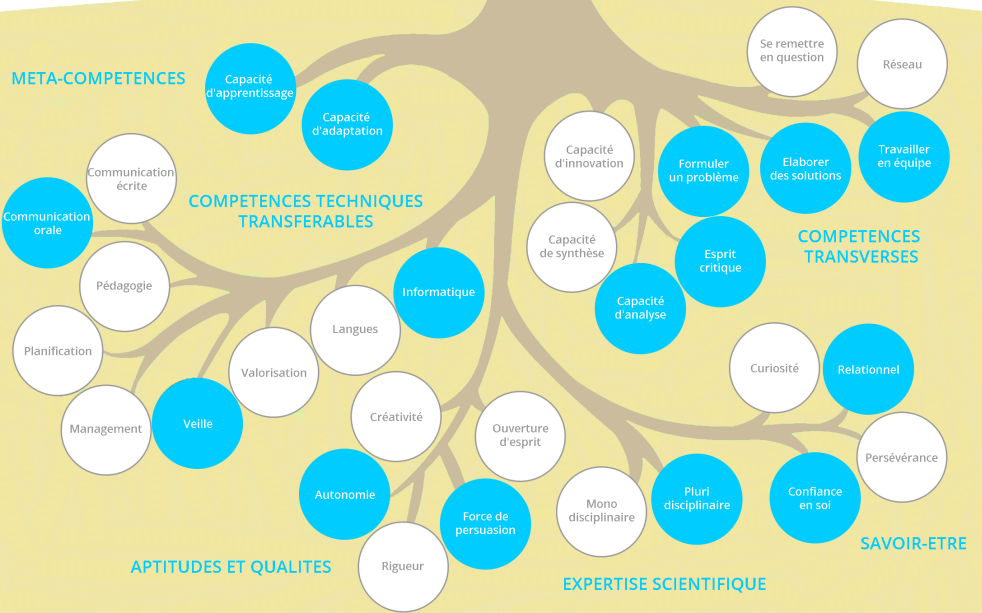 META-COMPETENCES
Capacité
d'apprentissage
Capacité
d'adaptation
Communication
écrite
Communication
orale
COMPETENCES TECHNIQUES
TRANSFERABLES
Pédagogie
Planification
Management
Veille
Valorisation
Langues
Informatique
Se remettre
en question
Réseau
Capacité
d'innovation
Formuler
un problème
Elaborer
des solutions
Travailler
en équipe
Capacité
de synthèse
Esprit
critique
Capacité
d'analyse
COMPETENCES
TRANSVERSES
Créativité
Ouverture
d'esprit
Autonomie
Force de
persuasion
Rigueur
APTITUDES ET QUALITES
Mono
disciplinaire
Pluri
disciplinaire
EXPERTISE SCIENTIFIQUE
Curiosité
Relationnel
Persévérance
Confiance
en soi
SAVOIR-ETRE